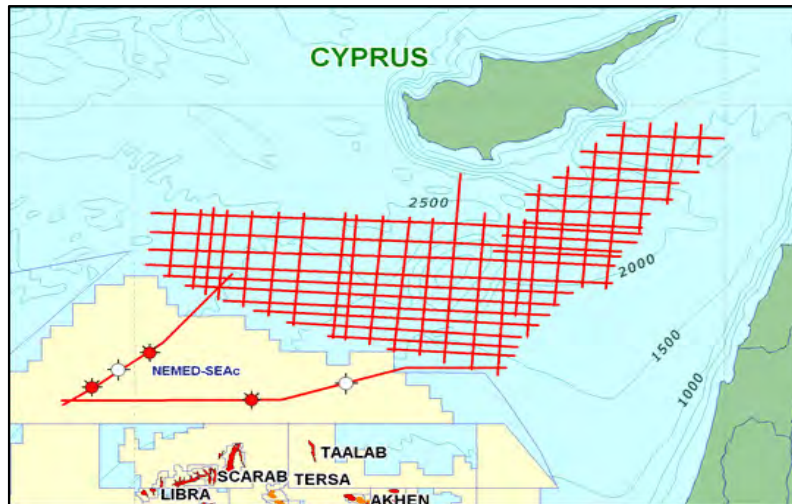 CYPRUS
2500
2000
1500
1000
NEMED-SEAc
TAALAB
SCARAB
TERSA
LIBRA
AKHEN